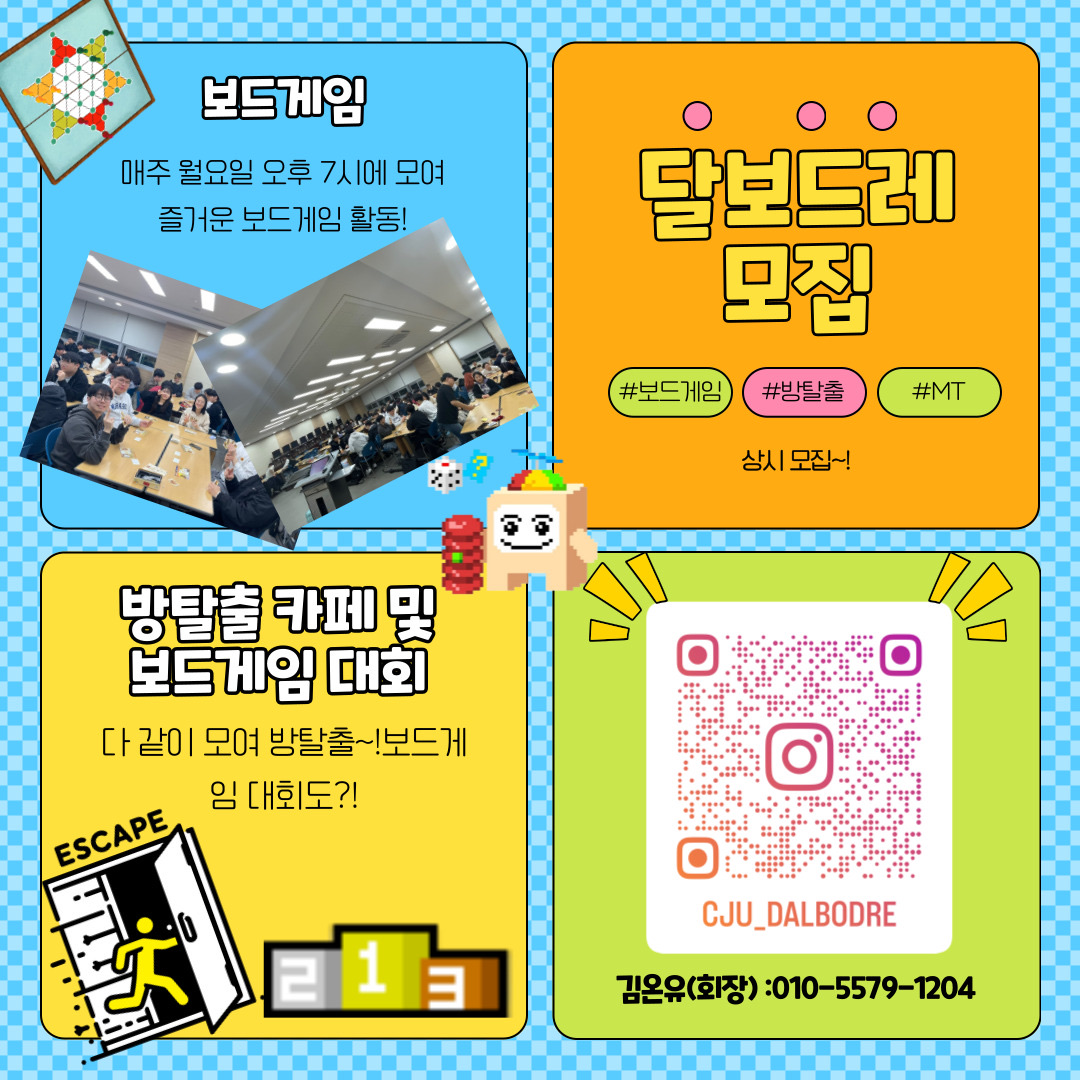 보드게임
매주 월요일 오후 7시에 모여
즐거운 보드게임 활동!
달보드레
모집
#보드게임 #방탈출 #MT
상시 모집~!
방탈출 카페 및
보드게임 대회
다 같이 모여 방탈출~!보드게
임 대회도?!
ESCAPE
2 1 3
CJU_DALBODRE
김온유(회장) :010-5579-1204